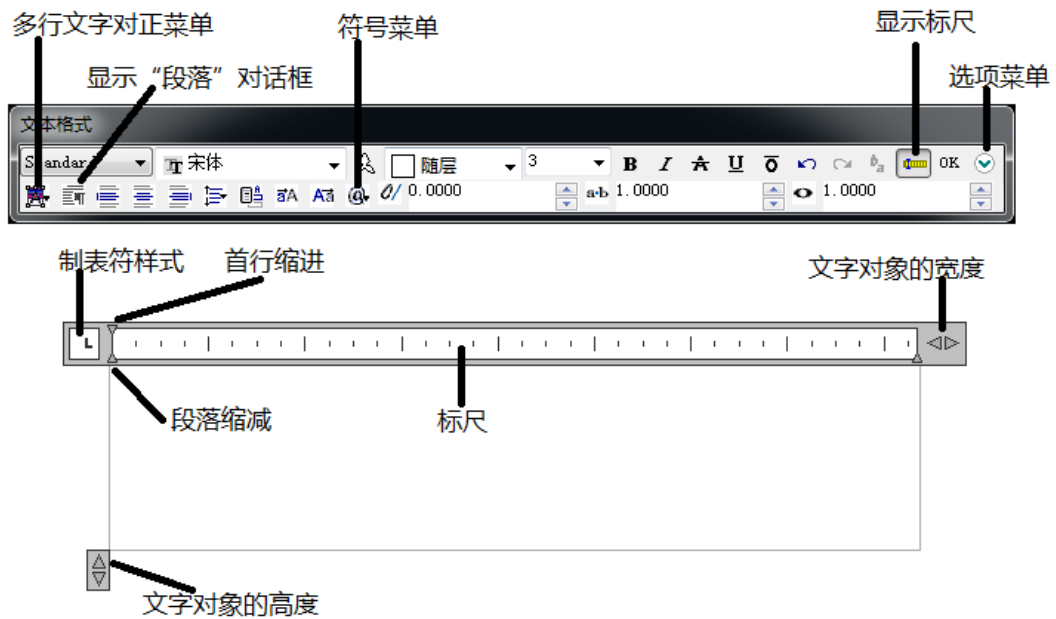 多行文字对正菜单
符号菜单
显示标尺
显示“段落”对话框
选项菜单
文本格式
Standard 宋体 随层 3 B I A U O OK
0.0000 a·b 1.0000 1.0000
制表符样式
首行缩进
文字对象的宽度
L
段落缩减
标尺
文字对象的高度